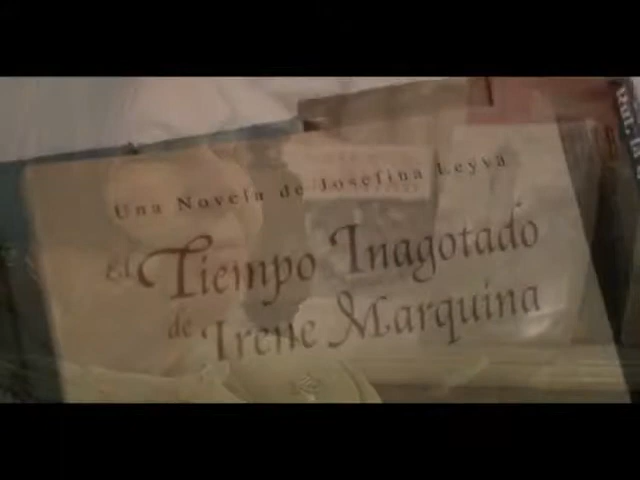 Una Novela de Josefina Leyva
El Tiempo Inagotado
de Irene Marquina